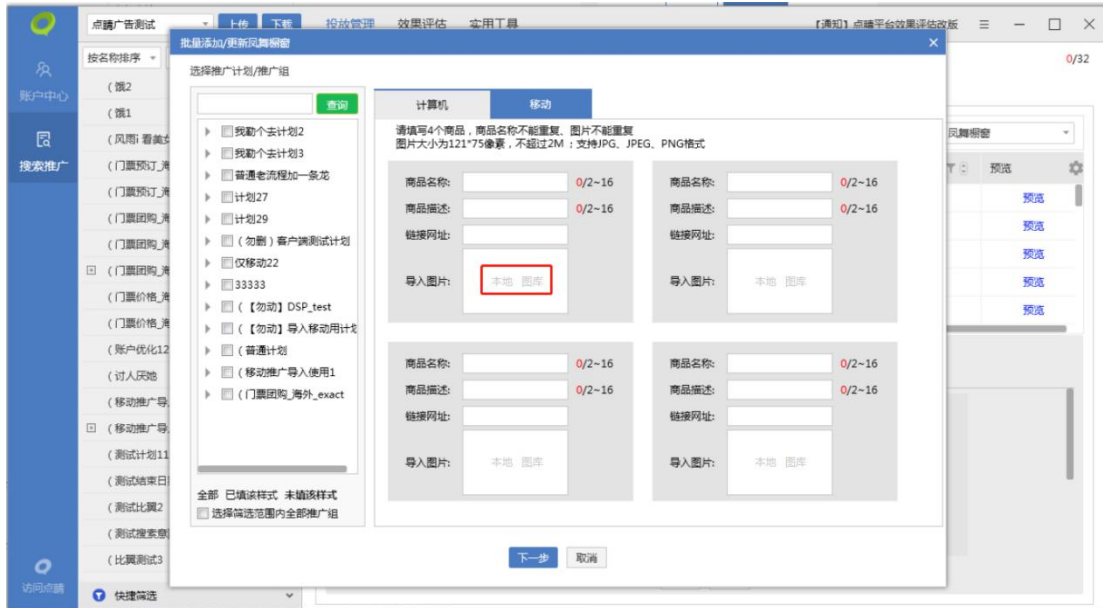 点睛广告测试
上传
下载
投放管理
效果评估
实用工具
【通知】点睛平台效果评估改版
账户中心
搜索推广
访问点睛
按名称排序
0/32
(饿2
(饿1
(风雨i 看美女
(门票预订_海
(门票预订_海
(门票团购_海
(门票团购_海
(门票团购_海
(门票价格_海
(门票价格_海
(账户优化12
(讨人厌她
(移动推广导
(移动推广导
(测试计划11
(测试结束日
(测试比翼2
(测试搜索意
(比翼测试3
快捷筛选
批量添加/更新凤舞橱窗
选择推广计划/推广组
查询
我勒个去计划2
我勒个去计划3
普通老流程加一条龙
计划27
计划29
(勿删)客户端测试计划
仅移动22
33333
(【勿动】DSP_test
(【勿动】导入移动用计划
(普通计划
(移动推广导入使用1
(门票团购_海外_exact
全部 已填该样式 未填该样式
选择筛选范围内全部推广组
计算机
移动
请填写4个商品，商品名称不能重复、图片不能重复
图片大小为121*75像素，不超过2M；支持JPG、JPEG、PNG格式
商品名称: 0/2~16
商品描述: 0/2~16
链接网址:
导入图片: 本地 图库
商品名称: 0/2~16
商品描述: 0/2~16
链接网址:
导入图片: 本地 图库
商品名称: 0/2~16
商品描述: 0/2~16
链接网址:
导入图片: 本地 图库
商品名称: 0/2~16
商品描述: 0/2~16
链接网址:
导入图片: 本地 图库
下一步
取消
凤舞橱窗
预览
预览
预览
预览
预览
预览